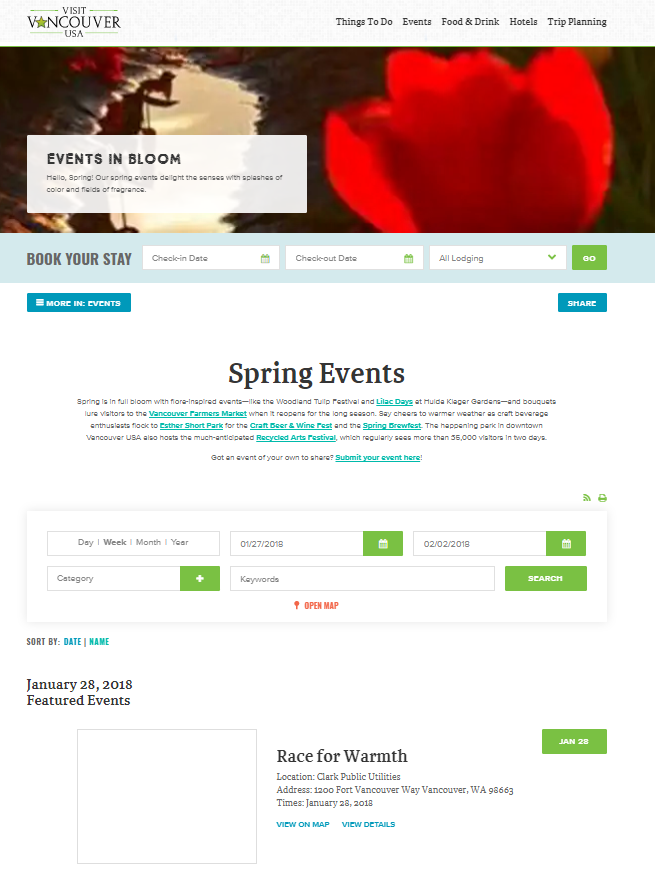 VISIT
VANCOUVER
USA
Things To Do Events Food & Drink Hotels Trip Planning
EVENTS IN BLOOM
Hello, Spring! Our spring events delight the senses with splashes of
color and fields of fragrence.
BOOK YOUR STAY Check-in Date Check-out Date All Lodging GO
MORE IN: EVENTS SHARE
Spring Events
Spring is in full bloom with flore-inspired events—like the Woodland Tulip Festival and Lilac Days at Hulda Klager Gardens—and bouquets
lure visitors to the Vancouver Farmers Market when it reopens for the long season. Say cheers to warmer weather as craft beverage
enthusiasts flock to Esther Short Park for the Craft Beer & Wine Fest and the Spring Brewfest. The happening park in downtown
Vancouver USA also hosts the much-anticipated Recycled Arts Festival, which regularly sees more than 35,000 visitors in two days.
Got an event of your own to share? Submit your event here!
Day | Week | Month | Year 01/27/2018 02/02/2018
Category Keywords SEARCH
OPEN MAP
SORT BY: DATE | NAME
January 28, 2018
Featured Events
JAN 28
Race for Warmth
Location: Clark Public Utilities
Address: 1200 Fort Vancouver Way Vancouver, WA 98663
Times: January 28, 2018
VIEW ON MAP VIEW DETAILS